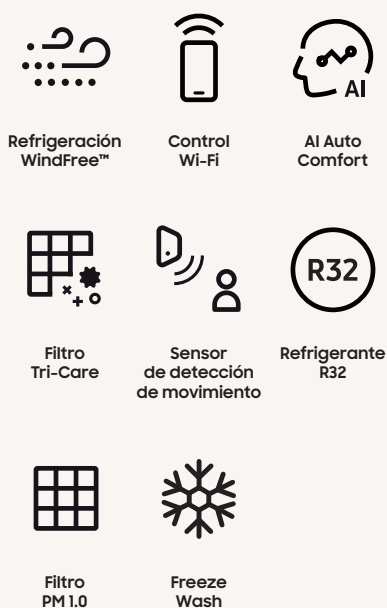 Refrigeración
WindFree™
Control
Wi-Fi
AI
AI Auto
Comfort
Filtro
Tri-Care
Sensor
de detección
de movimiento
R32
Refrigerante
R32
Filtro
PM 1.0
Freeze
Wash